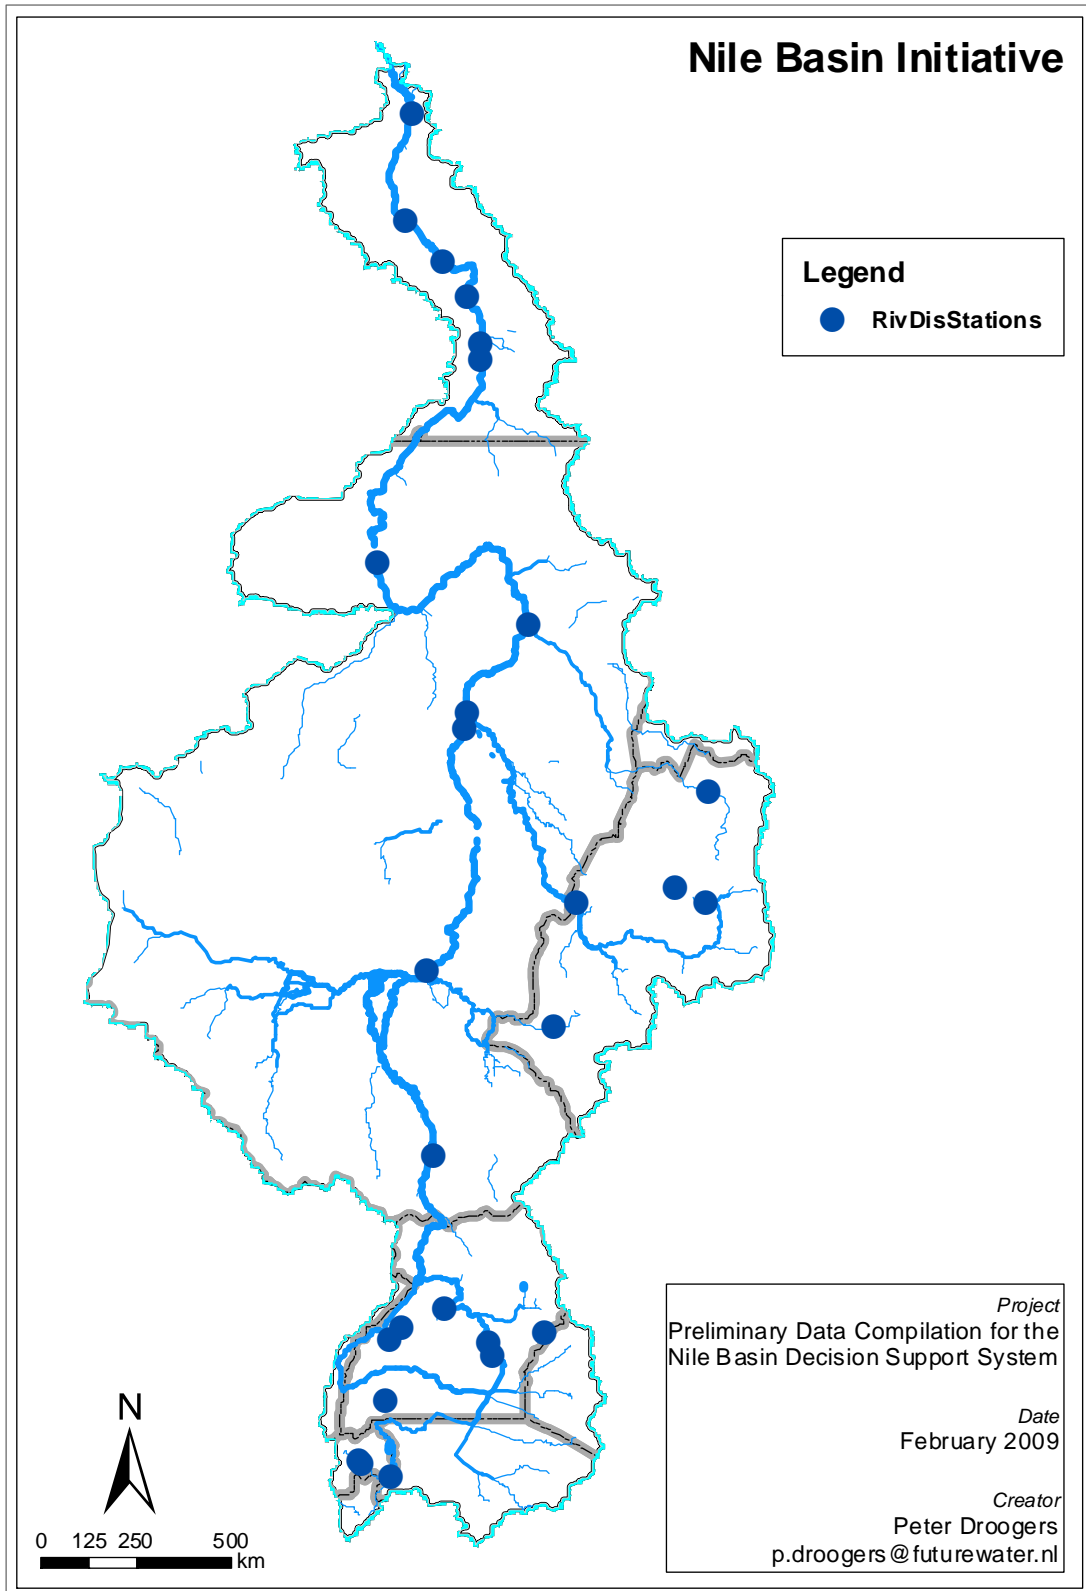 Nile Basin Initiative
Legend
RivDisStations
Project
Preliminary Data Compilation for the
Nile Basin Decision Support System
Date
February 2009
Creator
Peter Droogers
p.droogers@futurewater.nl
N
0 125 250 500
km